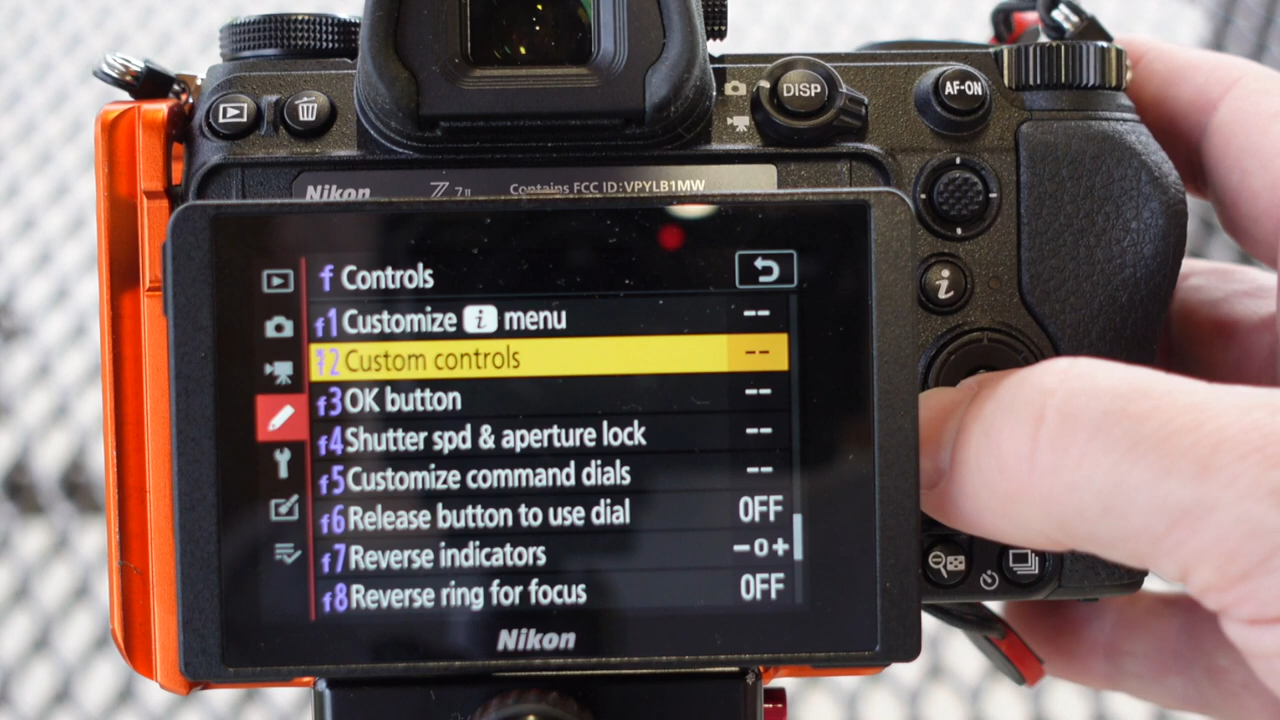 DISP
AF-ON
Nikon Z 7II Contains FCC ID:VPYLB1MW
i
f Controls
f1 Customize i menu --
f2 Custom controls --
f3 OK button --
f4 Shutter spd & aperture lock --
f5 Customize command dials --
f6 Release button to use dial OFF
f7 Reverse indicators -o+
f8 Reverse ring for focus OFF
Nikon